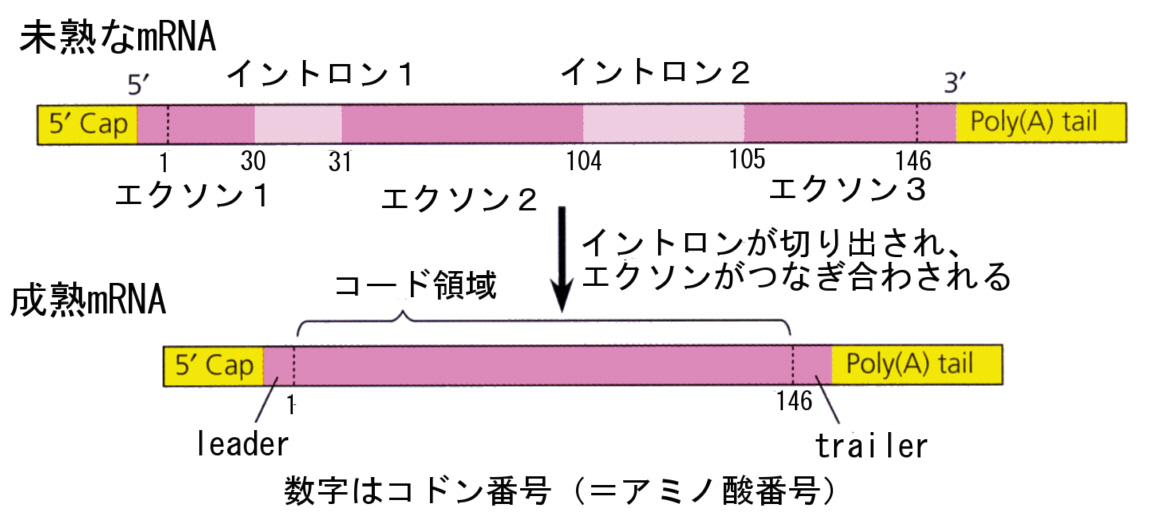 未熟なmRNA
5′ イントロン１ イントロン２ 3′
5′ Cap Poly(A) tail
1 30 31 104 105 146
エクソン１ エクソン２ エクソン３
イントロンが切り出され、
エクソンがつなぎ合わされる
コード領域
成熟mRNA
5′ Cap Poly(A) tail
1 146
leader trailer
数字はコドン番号（＝アミノ酸番号）